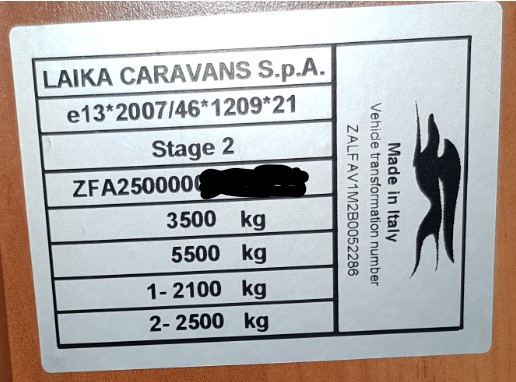 LAIKA CARAVANS S.p.A.
e13*2007/46*1209*21
Stage 2
ZFA2500000
3500 kg
5500 kg
1- 2100 kg
2- 2500 kg
Made in Italy
Vehicle transformation number
ZALFAV1M2B0052286